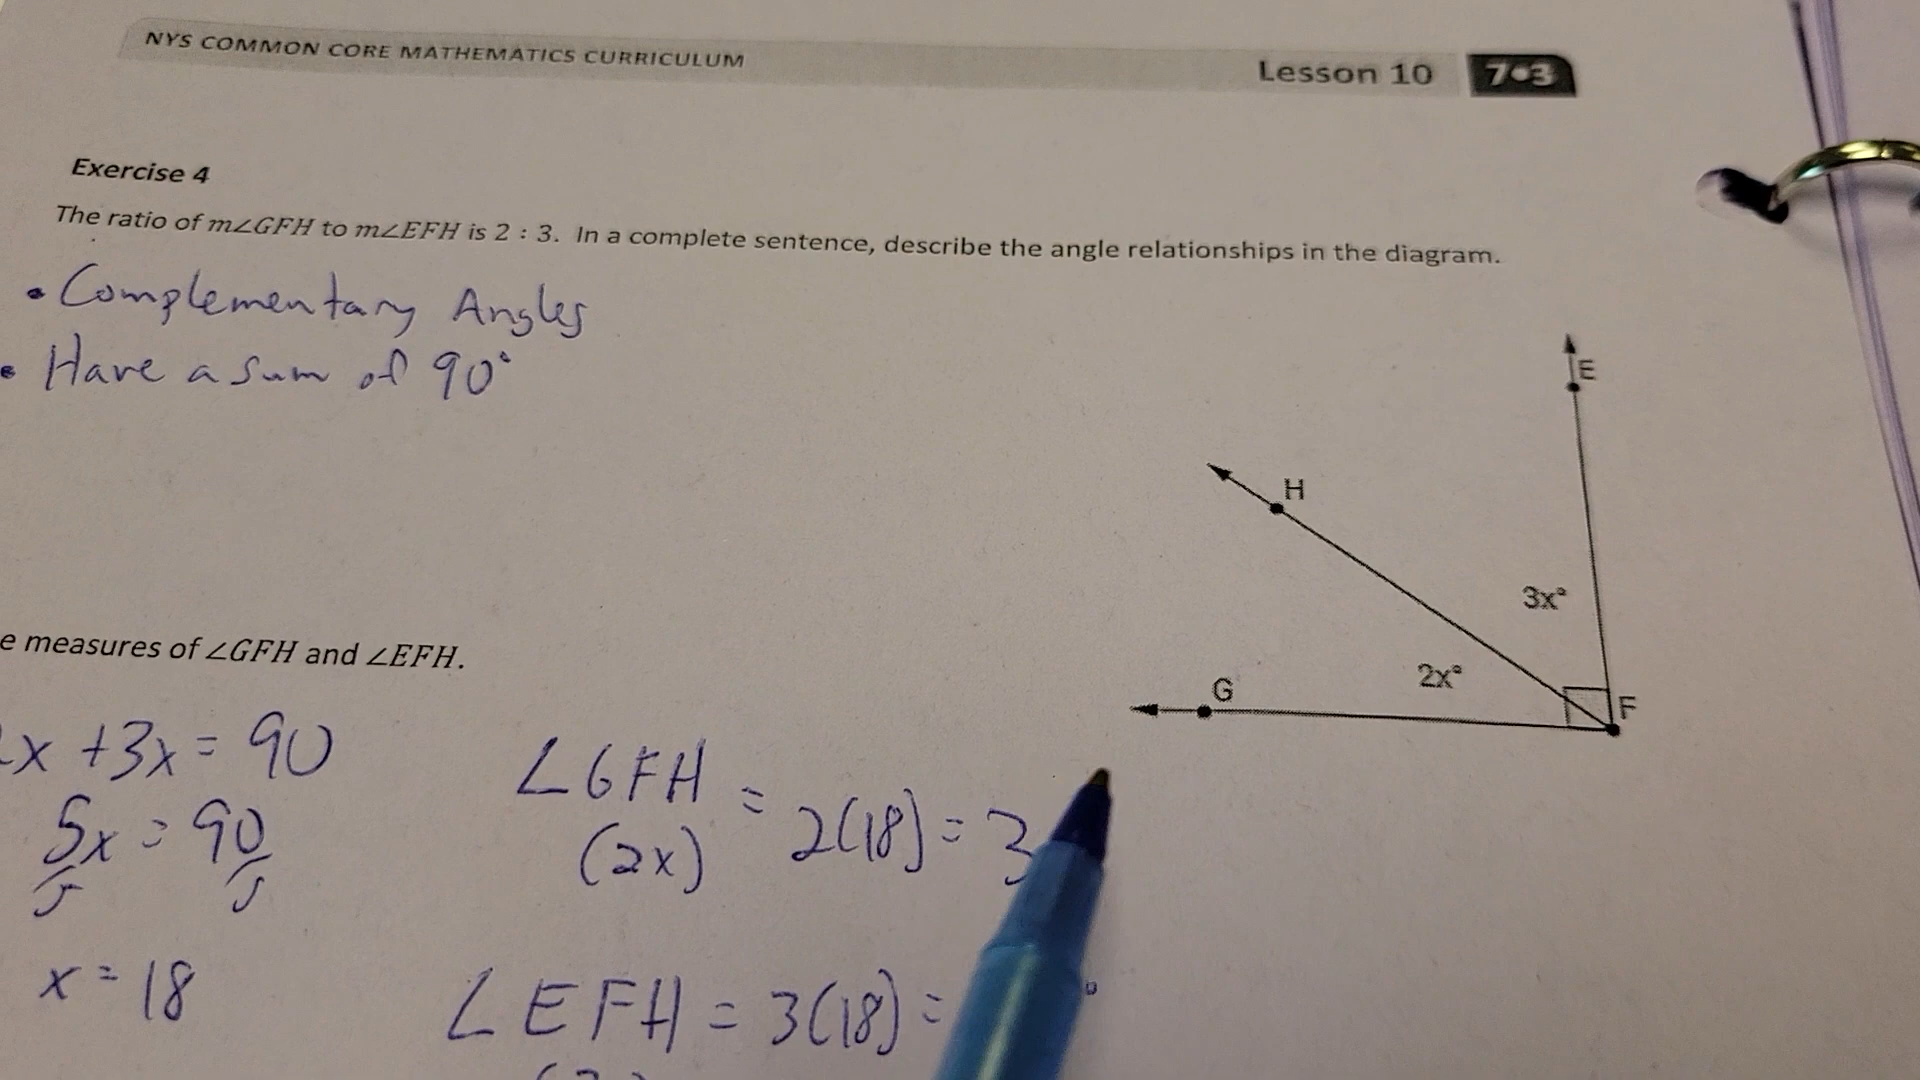 NYS COMMON CORE MATHEMATICS CURRICULUM
Lesson 10 7•3
Exercise 4
The ratio of m∠GFH to m∠EFH is 2 : 3. In a complete sentence, describe the angle relationships in the diagram.
• Complementary Angles
• Have a sum of 90°
E
H
3x°
2x°
G
F
e measures of ∠GFH and ∠EFH.
x + 3x = 90
5x = 90
5 5
x = 18
∠GFH = 2(18) = 3
(2x)
∠EFH = 3(18) = °